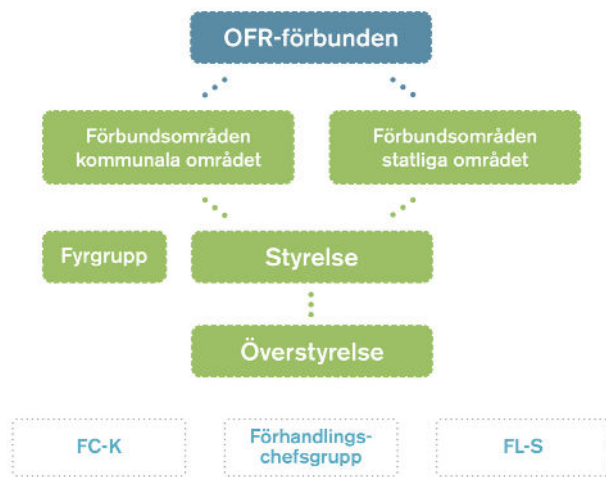 OFR-förbunden
Förbundsområden
kommunala området
Förbundsområden
statliga området
Fyrgrupp
Styrelse
Överstyrelse
FC-K
Förhandlings-
chefsgrupp
FL-S